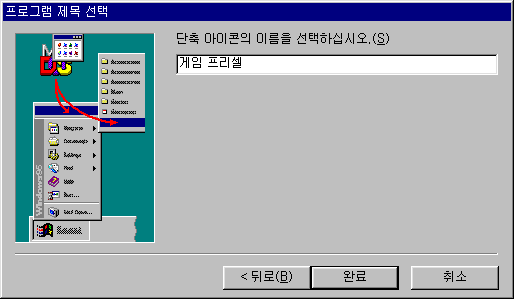 프로그램 제목 선택
단축 아이콘의 이름을 선택하십시오.(S)
게임 프리셀
Windows95
< 뒤로(B)
완료
취소